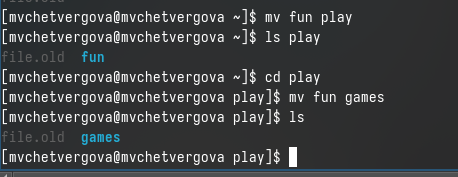 [mvchetvergova@mvchetvergova ~]$ mv fun play
[mvchetvergova@mvchetvergova ~]$ ls play
file.old  fun
[mvchetvergova@mvchetvergova ~]$ cd play
[mvchetvergova@mvchetvergova play]$ mv fun games
[mvchetvergova@mvchetvergova play]$ ls
file.old  games
[mvchetvergova@mvchetvergova play]$